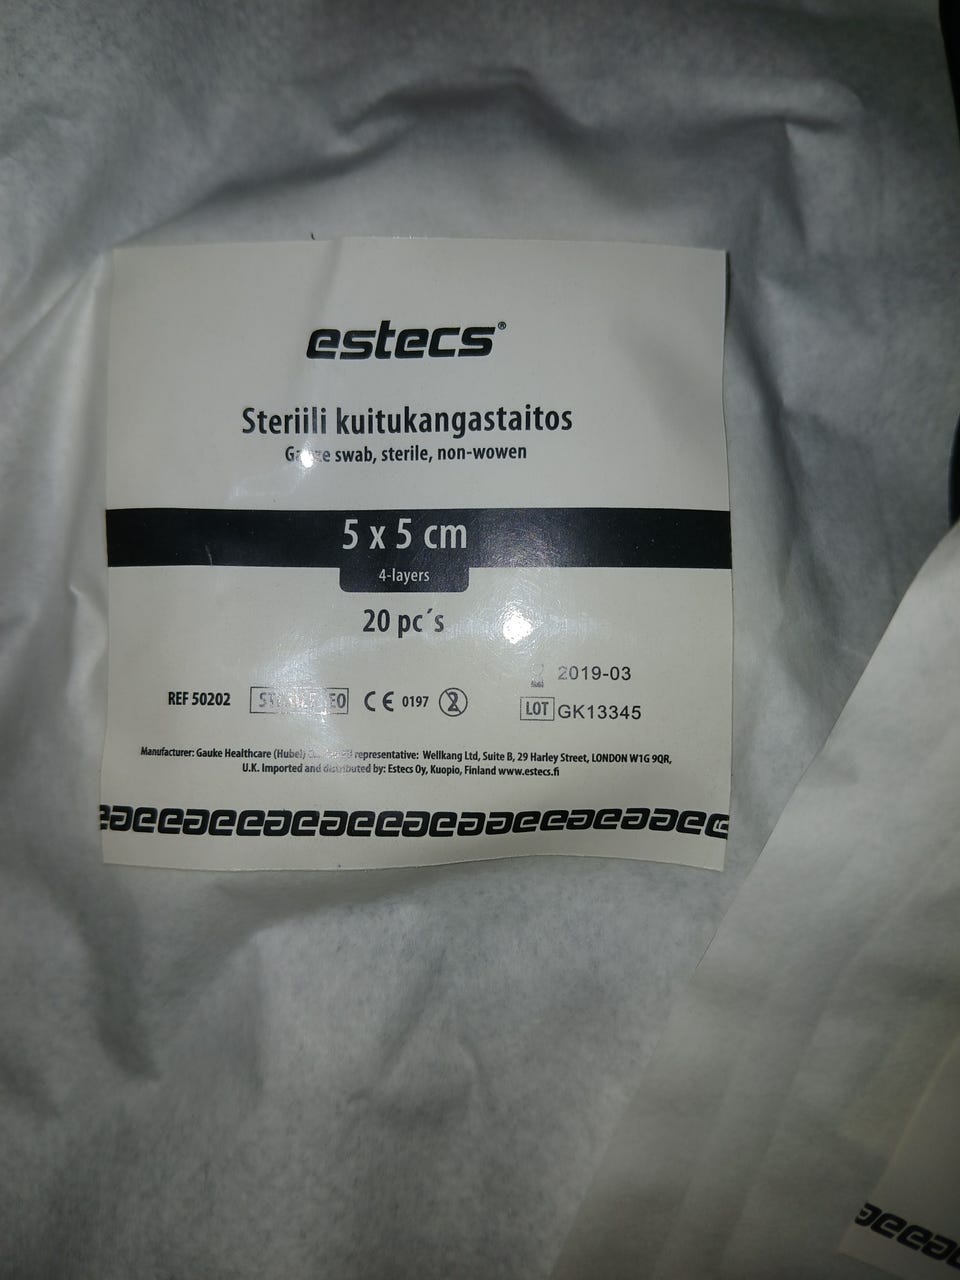 estecs®
Steriili kuitukangastaitos
swab, sterile, non-wowen
5 x 5 cm
4-layers
20 pc´s
2019-03
REF 50202
CE 0197
2
LOT GK13345
Manufacturer: Gauke Healthcare (Hubei) representative: Wellkang Ltd, Suite B, 29 Harley Street, LONDON W1G 9QR,
U.K. Imported and distributed by: Estecs Oy, Kuopio, Finland www.estecs.fi